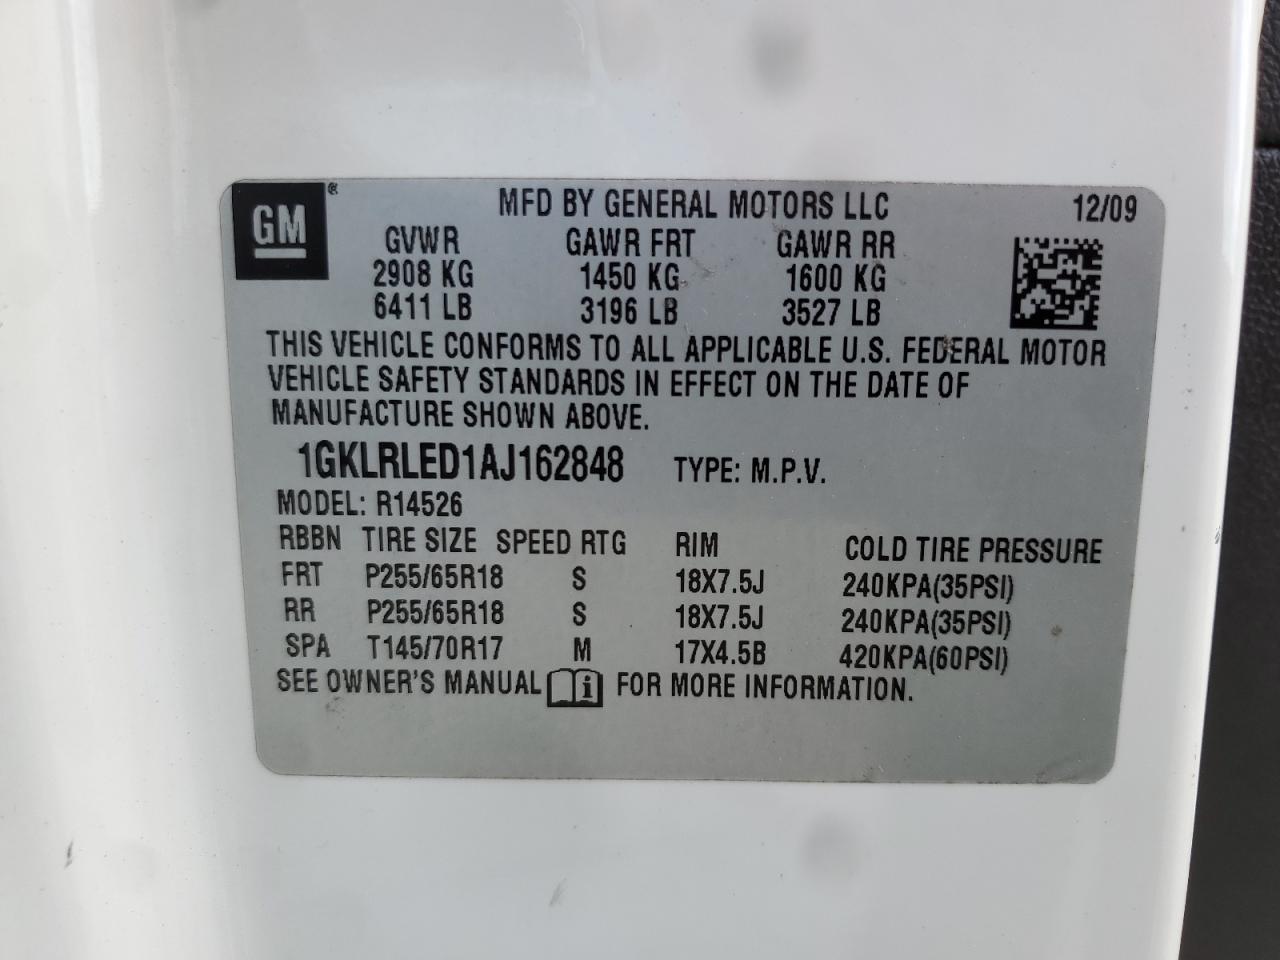 GM®
MFD BY GENERAL MOTORS LLC 12/09
GVWR GAWR FRT GAWR RR
2908 KG 1450 KG 1600 KG
6411 LB 3196 LB 3527 LB
THIS VEHICLE CONFORMS TO ALL APPLICABLE U.S. FEDERAL MOTOR
VEHICLE SAFETY STANDARDS IN EFFECT ON THE DATE OF
MANUFACTURE SHOWN ABOVE.
1GKLRLED1AJ162848 TYPE: M.P.V.
MODEL: R14526
RBBN TIRE SIZE SPEED RTG RIM COLD TIRE PRESSURE
FRT P255/65R18 S 18X7.5J 240KPA(35PSI)
RR P255/65R18 S 18X7.5J 240KPA(35PSI)
SPA T145/70R17 M 17X4.5B 420KPA(60PSI)
SEE OWNER'S MANUAL i FOR MORE INFORMATION.